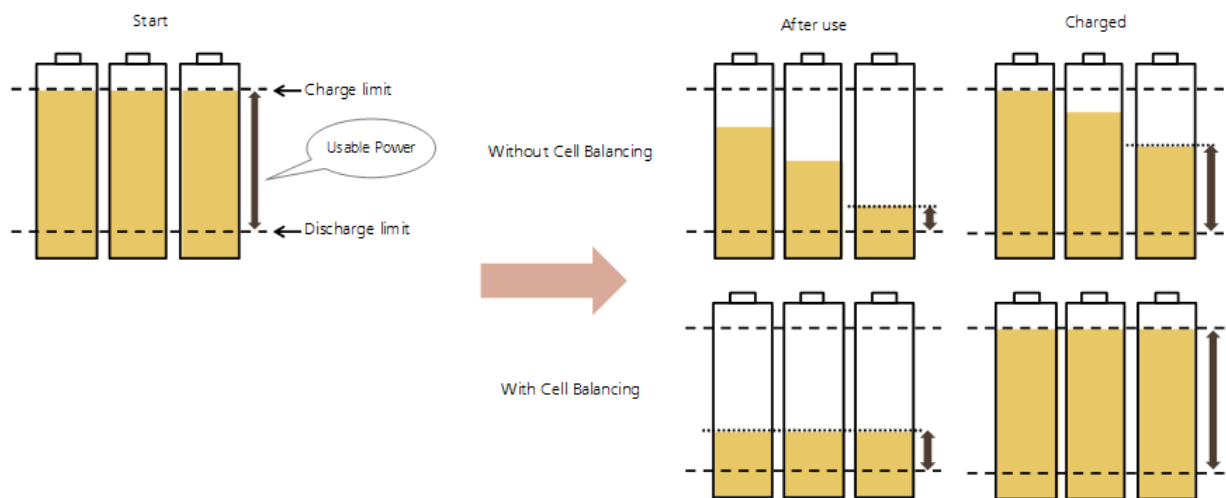 Start
After use
Charged
Charge limit
Usable Power
Without Cell Balancing
Discharge limit
With Cell Balancing